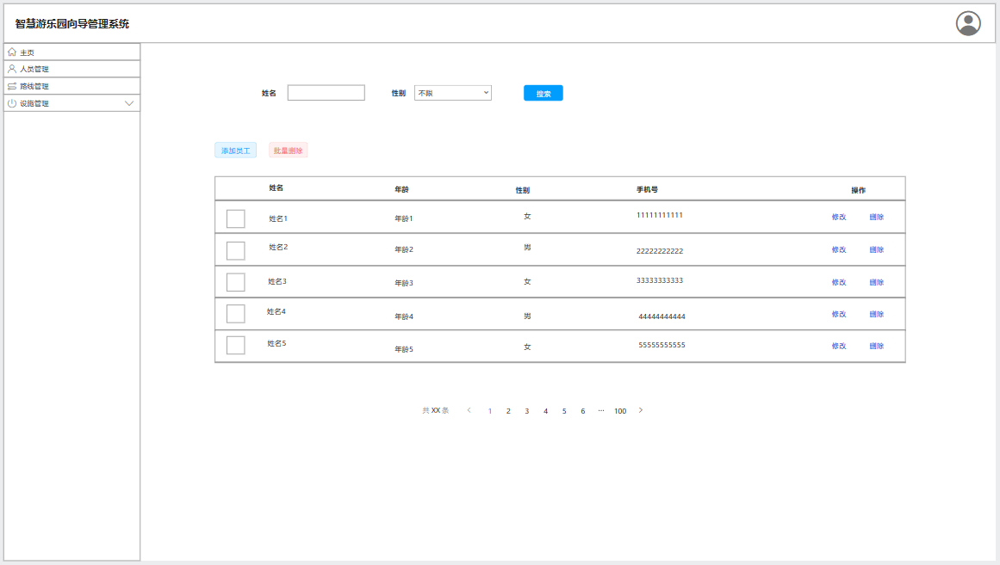 智慧游乐园向导管理系统
主页
人员管理
路线管理
设施管理
姓名 性别 不限 搜索
添加员工 批量删除
姓名 年龄 性别 手机号 操作
姓名1 年龄1 女 11111111111 修改 删除
姓名2 年龄2 男 22222222222 修改 删除
姓名3 年龄3 女 33333333333 修改 删除
姓名4 年龄4 男 44444444444 修改 删除
姓名5 年龄5 女 55555555555 修改 删除
共 XX 条 < 1 2 3 4 5 6 ··· 100 >